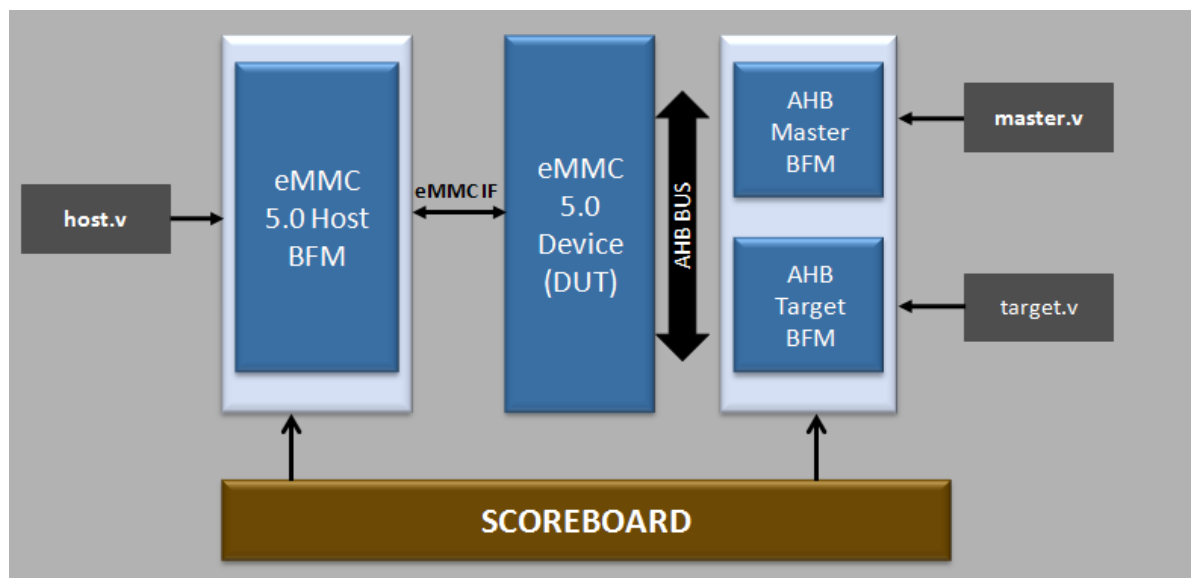 host.v
eMMC
5.0 Host
BFM
eMMC IF
eMMC
5.0
Device
(DUT)
AHB BUS
AHB
Master
BFM
AHB
Target
BFM
master.v
target.v
SCOREBOARD